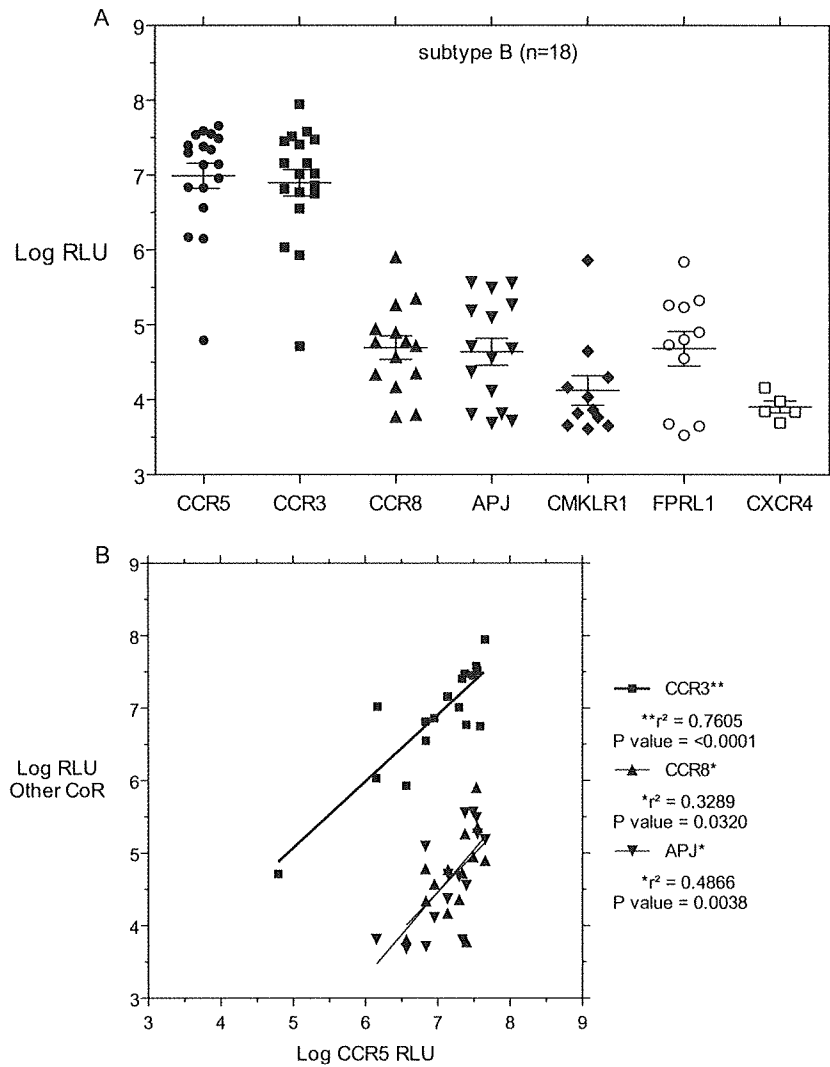 A
subtype B (n=18)
9
8
7
6
5
4
3
Log RLU
CCR5 CCR3 CCR8 APJ CMKLR1 FPRL1 CXCR4
B
9
8
7
6
5
4
3
Log RLU
Other CoR
3 4 5 6 7 8 9
Log CCR5 RLU
CCR3**
**r² = 0.7605
P value = <0.0001
CCR8*
*r² = 0.3289
P value = 0.0320
APJ*
*r² = 0.4866
P value = 0.0038